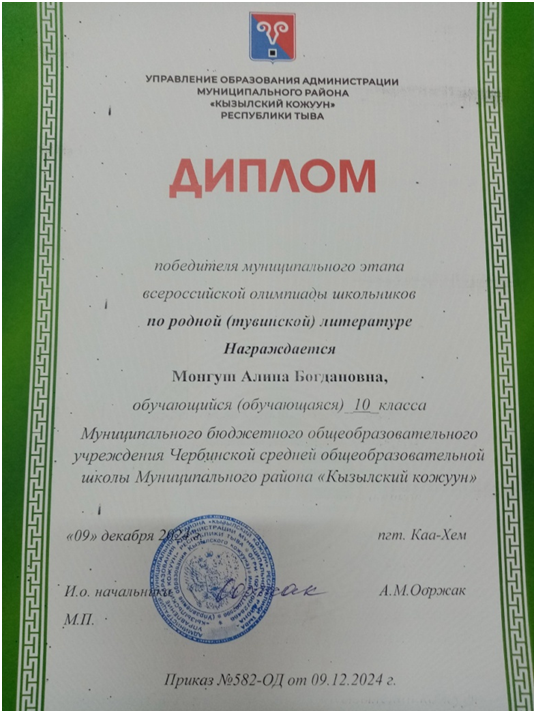 УПРАВЛЕНИЕ ОБРАЗОВАНИЯ АДМИНИСТРАЦИИ
МУНИЦИПАЛЬНОГО РАЙОНА
«КЫЗЫЛСКИЙ КОЖУУН»
РЕСПУБЛИКИ ТЫВА
ДИПЛОМ
победителя муниципального этапа
всероссийской олимпиады школьников
по родной (тувинской) литературе
Награждается
Монгуш Алина Богдановна,
обучающийся (обучающаяся) 10 класса
Муниципального бюджетного общеобразовательного
учреждения Чербинской средней общеобразовательной
школы Муниципального района «Кызылский кожуун»
«09» декабря 2024 г. пгт. Каа-Хем
И.о. начальника А.М.Ооржак
М.П.
Приказ №582-ОД от 09.12.2024 г.